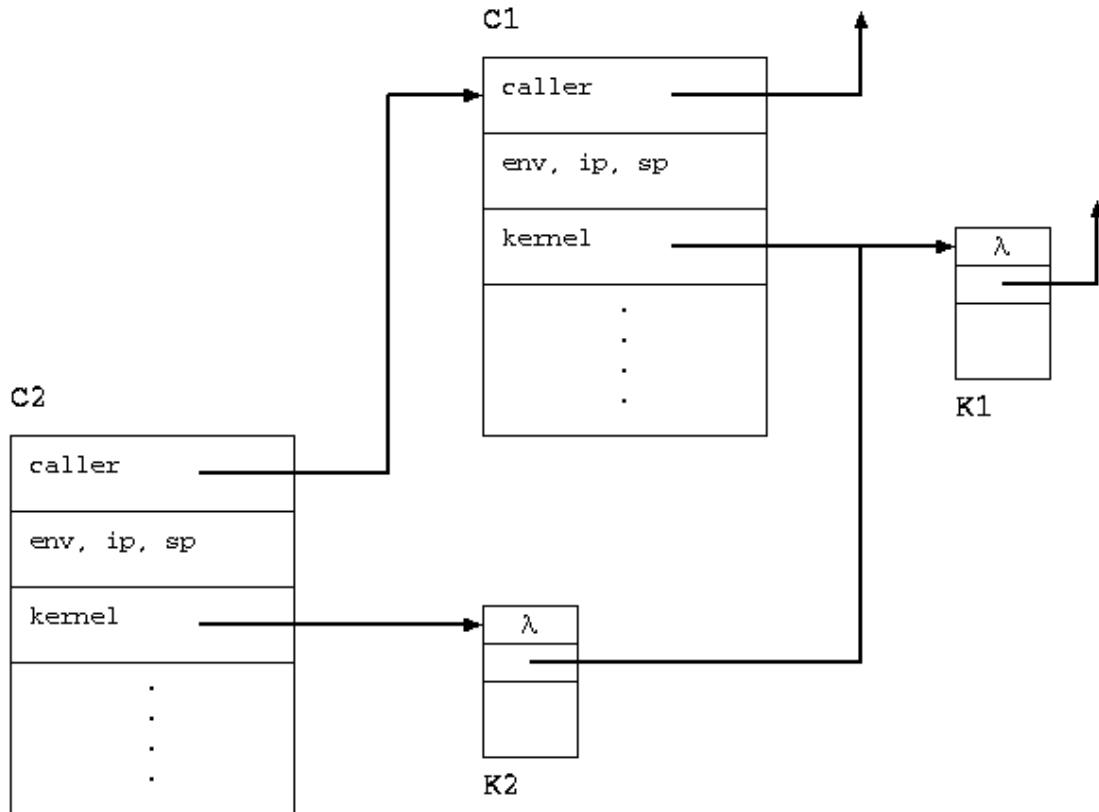 C1
caller
env, ip, sp
kernel
λ
K1
C2
caller
env, ip, sp
kernel
λ
K2